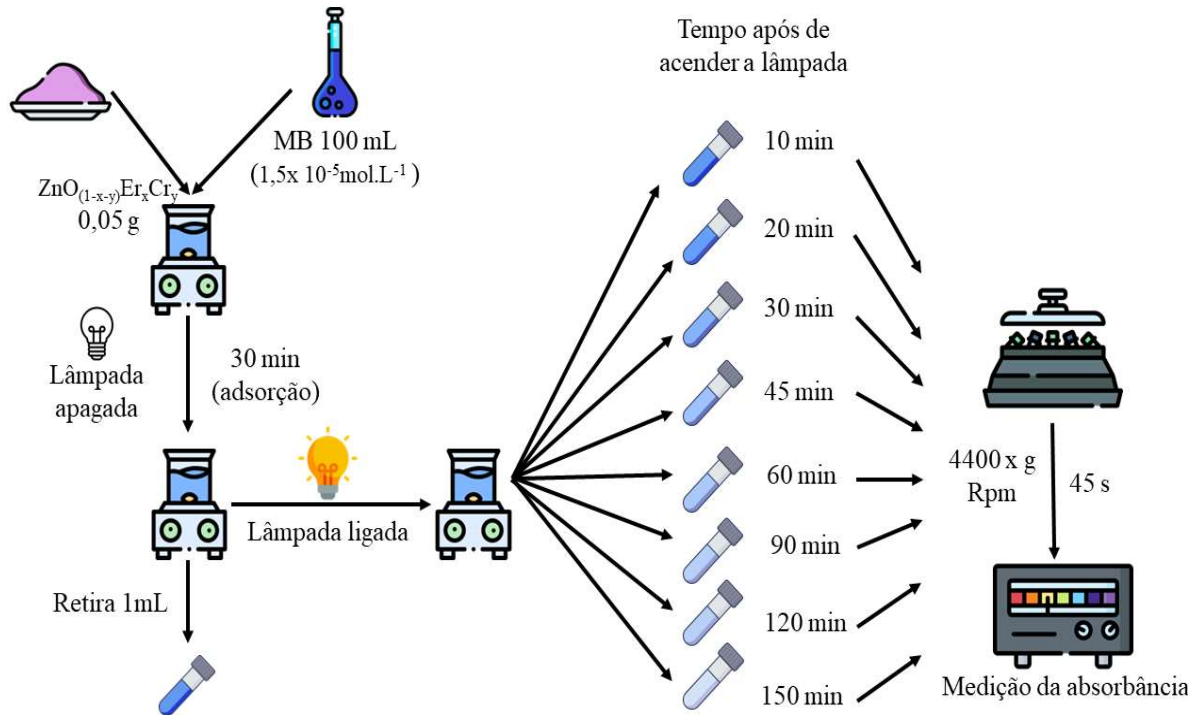 Tempo após de
acender a lâmpada
MB 100 mL
(1,5x 10⁻⁵mol.L⁻¹ )
ZnO₍₁₋ₓ₋ᵧ₎ErₓCrᵧ
0,05 g
Lâmpada
apagada
30 min
(adsorção)
Lâmpada ligada
Retira 1mL
10 min
20 min
30 min
45 min
60 min
90 min
120 min
150 min
4400 x g
Rpm
45 s
Medição da absorbância